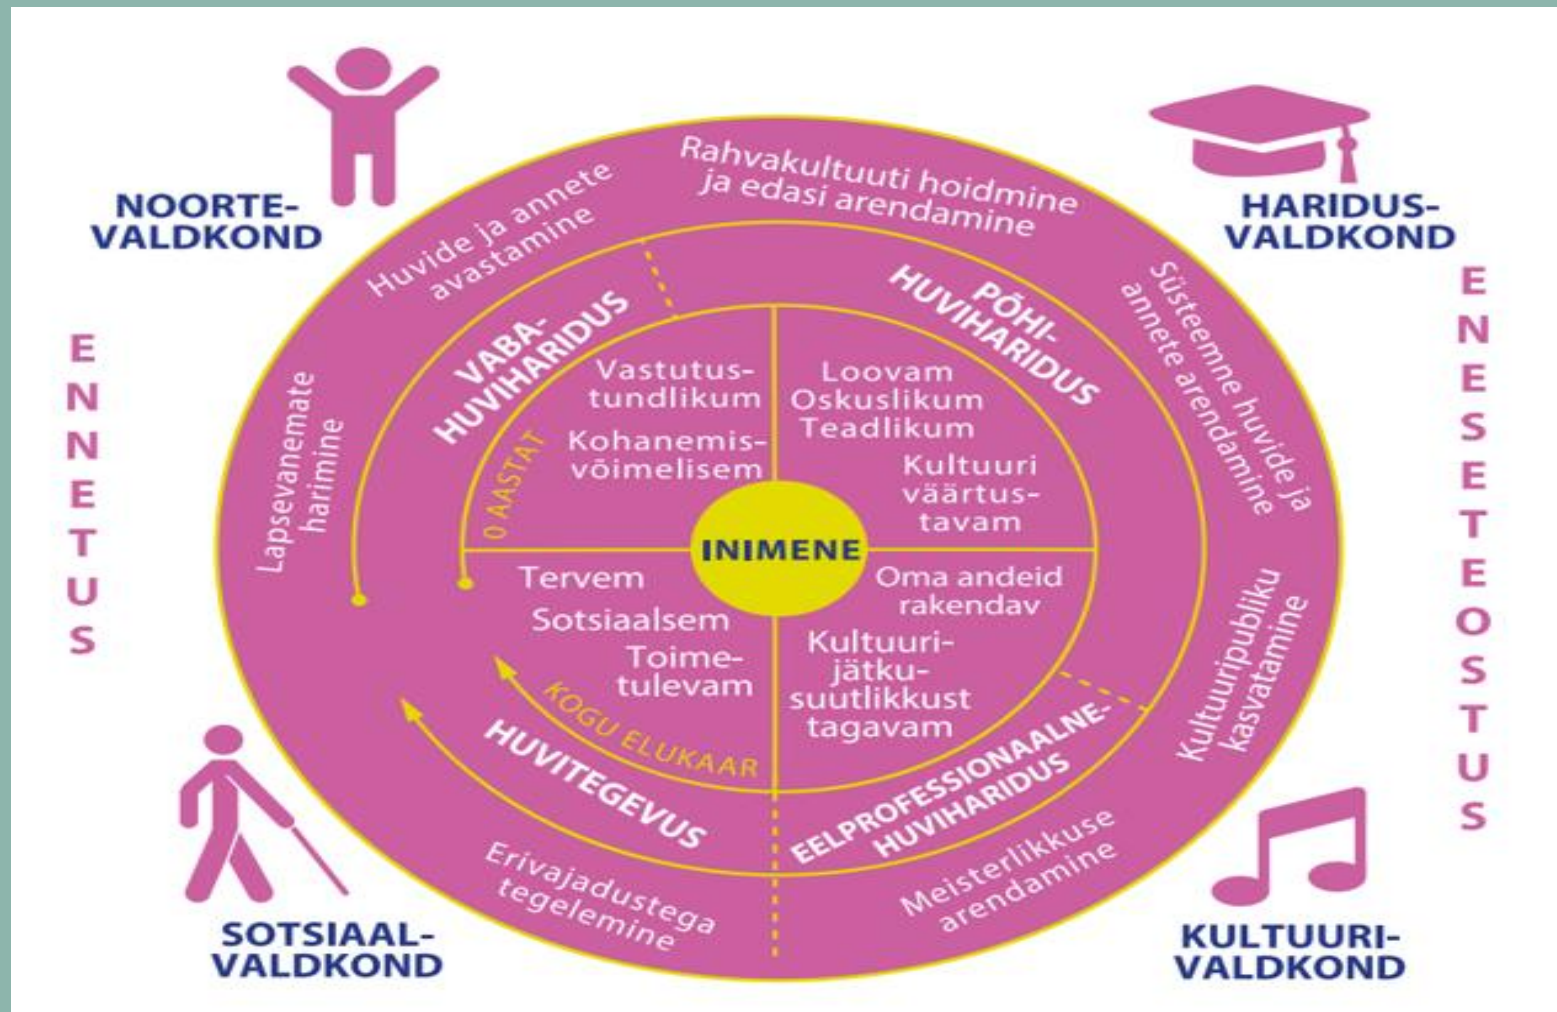 NOORTE-
VALDKOND
HARIDUS-
VALDKOND
ENNETUS
ENESETEOSTUS
Rahvakultuuti hoidmine
ja edasi arendamine
Huvide ja annete
avastamine
Lapsevanemate
harimine
Süsteemne huvide ja
annete arendamine
Kultuuripubliku
kasvatamine
Meisterlikkuse
arendamine
Erivajadustega
tegelemine
VABA-
HUVIHARIDUS
PÕHI-
HUVIHARIDUS
EELPROFESSIONAALNE-
HUVIHARIDUS
HUVITEGEVUS
0 AASTAT
KOGU ELUKAAR
Vastutus-
tundlikum
Kohanemis-
võimelisem
Loovam
Oskuslikum
Teadlikum
Kultuuri
väärtus-
tavam
INIMENE
Tervem
Sotsiaalsem
Toime-
tulevam
Oma andeid
rakendav
Kultuuri-
jätku-
suutlikkust
tagavam
SOTSIAAL-
VALDKOND
KULTUURI-
VALDKOND